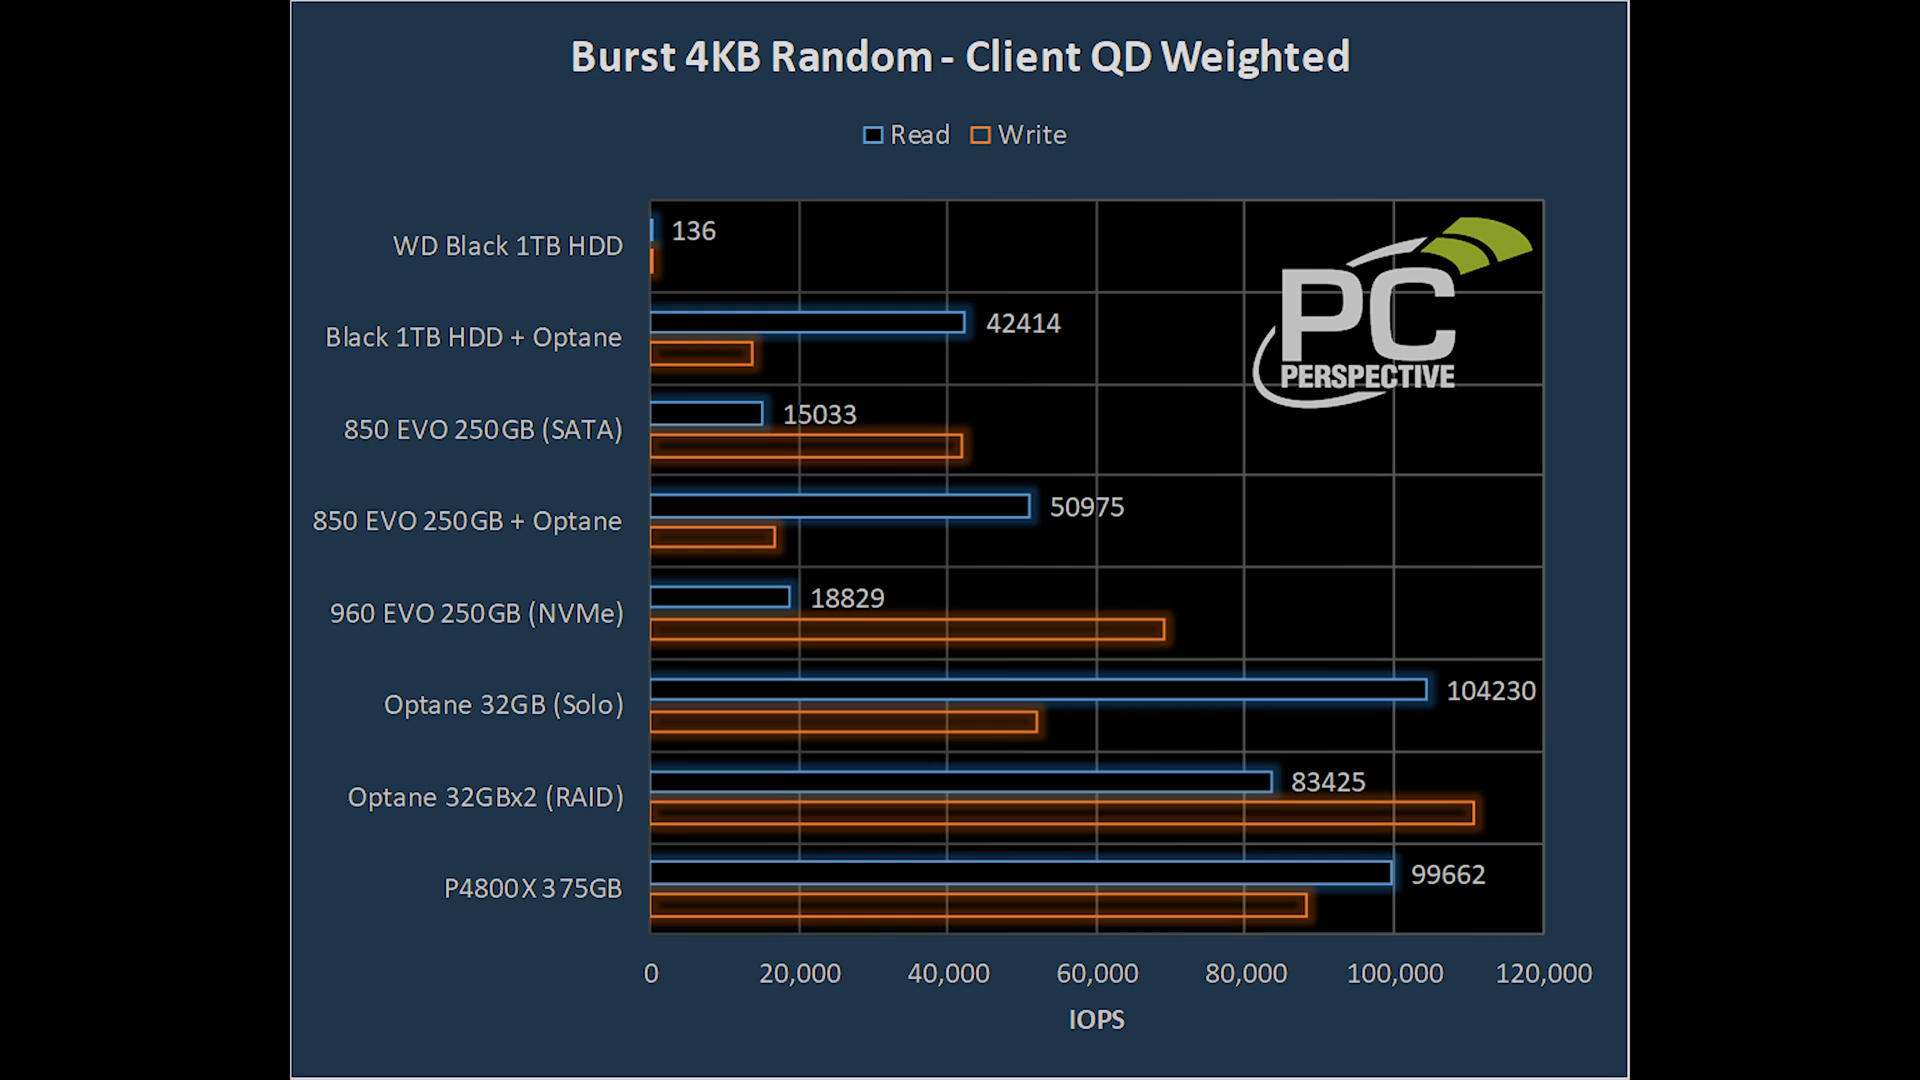 Burst 4KB Random - Client QD Weighted
Read Write
WD Black 1TB HDD 136
Black 1TB HDD + Optane 42414
850 EVO 250GB (SATA) 15033
850 EVO 250GB + Optane 50975
960 EVO 250GB (NVMe) 18829
Optane 32GB (Solo) 104230
Optane 32GBx2 (RAID) 83425
P4800X 375GB 99662
0 20,000 40,000 60,000 80,000 100,000 120,000
IOPS
PC
PERSPECTIVE